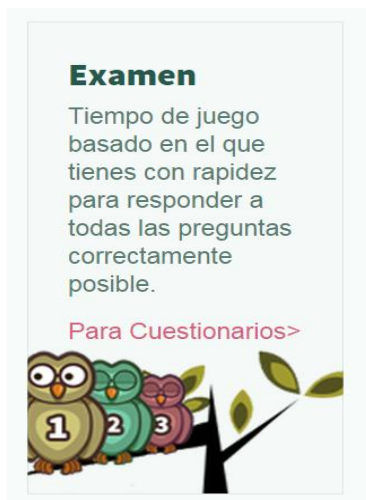 Examen
Tiempo de juego
basado en el que
tienes con rapidez
para responder a
todas las preguntas
correctamente
posible.
Para Cuestionarios>
1 2 3